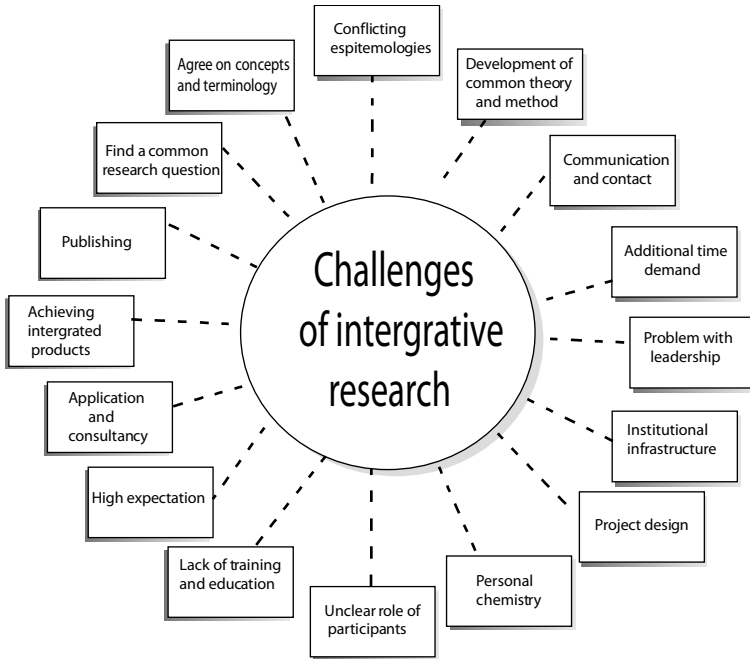 Challenges
of intergrative
research
Conflicting
espitemologies
Development of
common theory
and method
Communication
and contact
Additional time
demand
Problem with
leadership
Institutional
infrastructure
Project design
Personal
chemistry
Unclear role of
participants
Lack of training
and education
High expectation
Application
and
consultancy
Achieving
intergrated
products
Publishing
Find a common
research question
Agree on concepts
and terminology